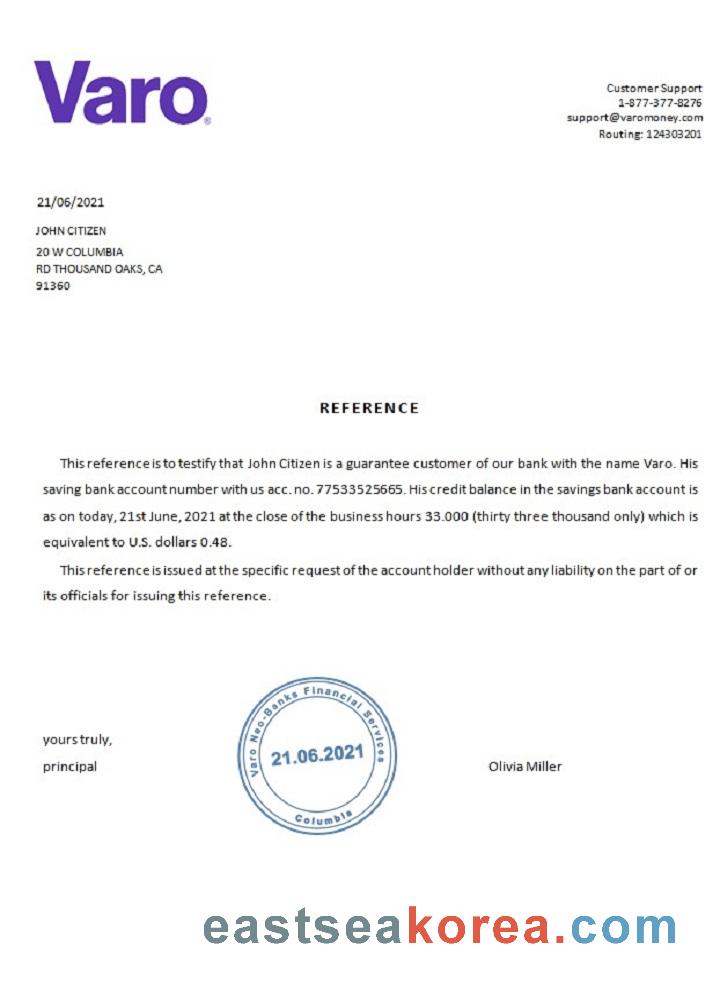 Varo®
Customer Support
1-877-377-8276
support@varomoney.com
Routing: 124303201
21/06/2021
JOHN CITIZEN
20 W COLUMBIA
RD THOUSAND OAKS, CA
91360
REFERENCE
This reference is to testify that John Citizen is a guarantee customer of our bank with the name Varo. His
saving bank account number with us acc. no. 77533525665. His credit balance in the savings bank account is
as on today, 21st June, 2021 at the close of the business hours 33.000 (thirty three thousand only) which is
equivalent to U.S. dollars 0.48.
This reference is issued at the specific request of the account holder without any liability on the part of or
its officials for issuing this reference.
yours truly,
principal
Varo Neo-Banks Financial Services
21.06.2021
Columbia
Olivia Miller
eastseakorea.com